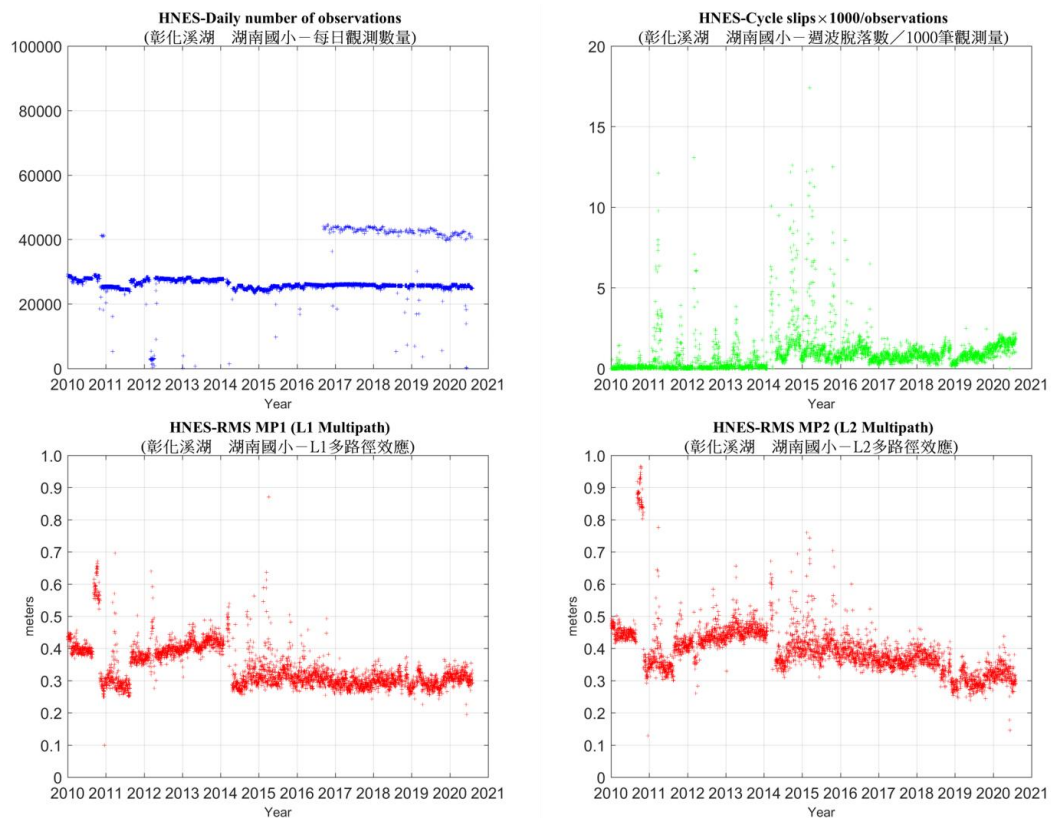 HNES-Daily number of observations
(彰化溪湖　湖南國小－每日觀測數量)
100000
80000
60000
40000
20000
0
2010 2011 2012 2013 2014 2015 2016 2017 2018 2019 2020 2021
Year
HNES-Cycle slips×1000/observations
(彰化溪湖　湖南國小－週波脫落數／1000筆觀測量)
20
15
10
5
0
2010 2011 2012 2013 2014 2015 2016 2017 2018 2019 2020 2021
Year
HNES-RMS MP1 (L1 Multipath)
(彰化溪湖　湖南國小－L1多路徑效應)
meters
1.0
0.9
0.8
0.7
0.6
0.5
0.4
0.3
0.2
0.1
0
2010 2011 2012 2013 2014 2015 2016 2017 2018 2019 2020 2021
Year
HNES-RMS MP2 (L2 Multipath)
(彰化溪湖　湖南國小－L2多路徑效應)
meters
1.0
0.9
0.8
0.7
0.6
0.5
0.4
0.3
0.2
0.1
0
2010 2011 2012 2013 2014 2015 2016 2017 2018 2019 2020 2021
Year